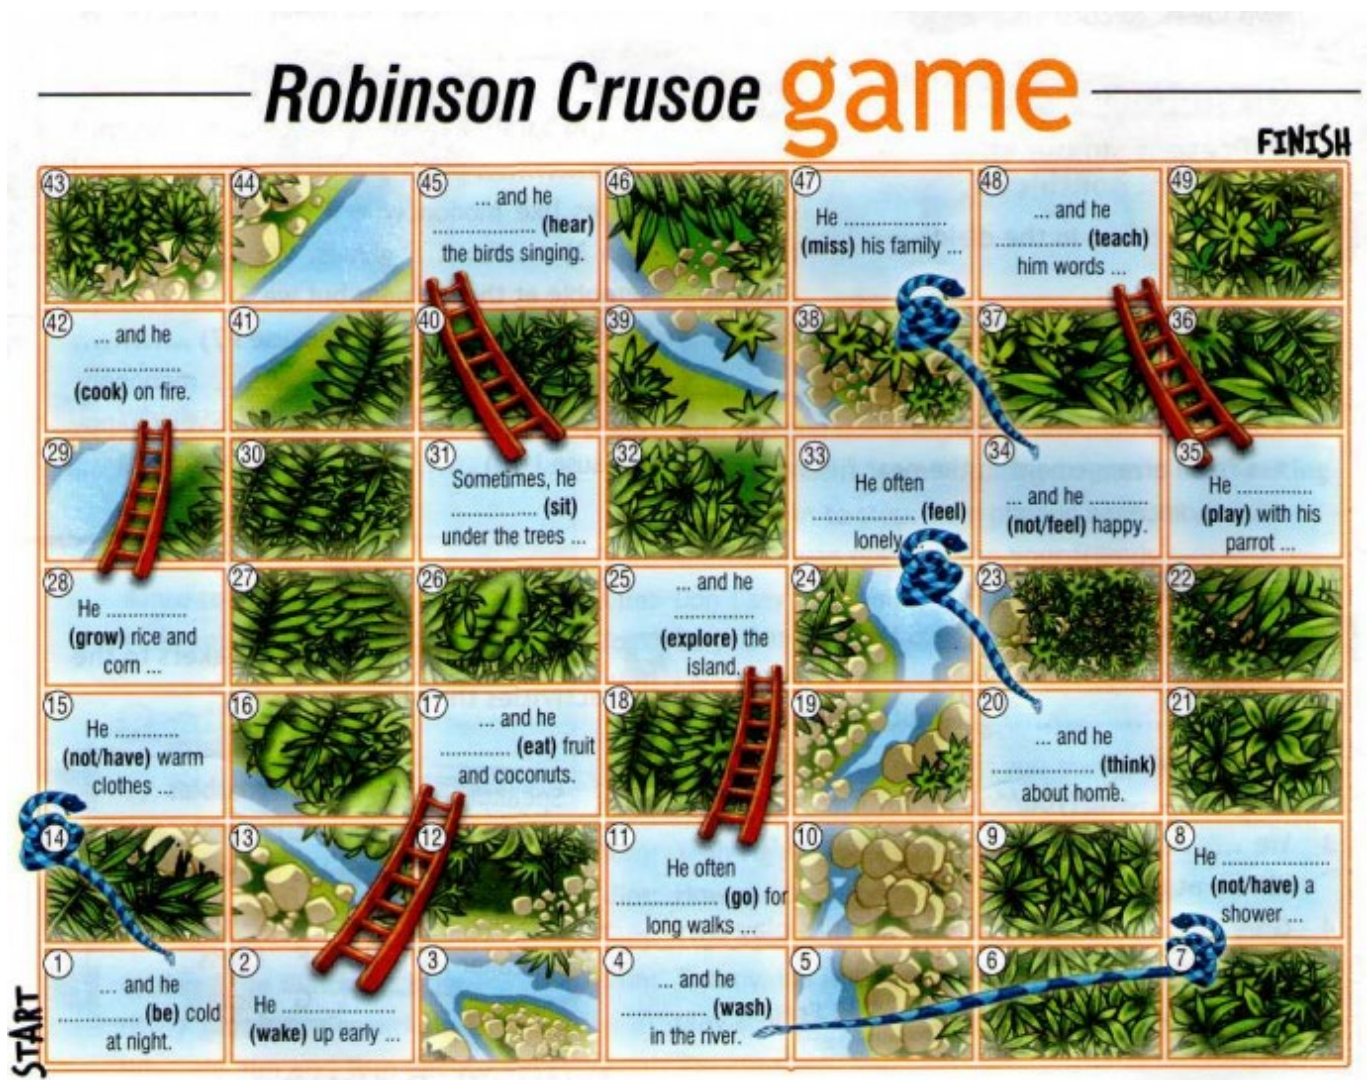 Robinson Crusoe game
FINISH
43
44
45
... and he
.................. (hear)
the birds singing.
46
47
He ..................
(miss) his family ...
48
... and he
............... (teach)
him words ...
49
42
... and he
.................
(cook) on fire.
41
40
39
38
37
36
29
30
31
Sometimes, he
............... (sit)
under the trees ...
32
33
He often
.................. (feel)
lonely
34
... and he ...........
(not/feel) happy.
35
He .............
(play) with his
parrot ...
28
He ..............
(grow) rice and
corn ...
27
26
25
... and he
..............
(explore) the
island.
24
23
22
15
He ...........
(not/have) warm
clothes ...
16
17
... and he
............ (eat) fruit
and coconuts.
18
19
20
... and he
.................. (think)
about home.
21
14
13
12
11
He often
.................. (go) for
long walks ...
10
9
8
He ...................
(not/have) a
shower ...
START
1
... and he
.............. (be) cold
at night.
2
He ....................
(wake) up early ...
3
4
... and he
............... (wash)
in the river.
5
6
7